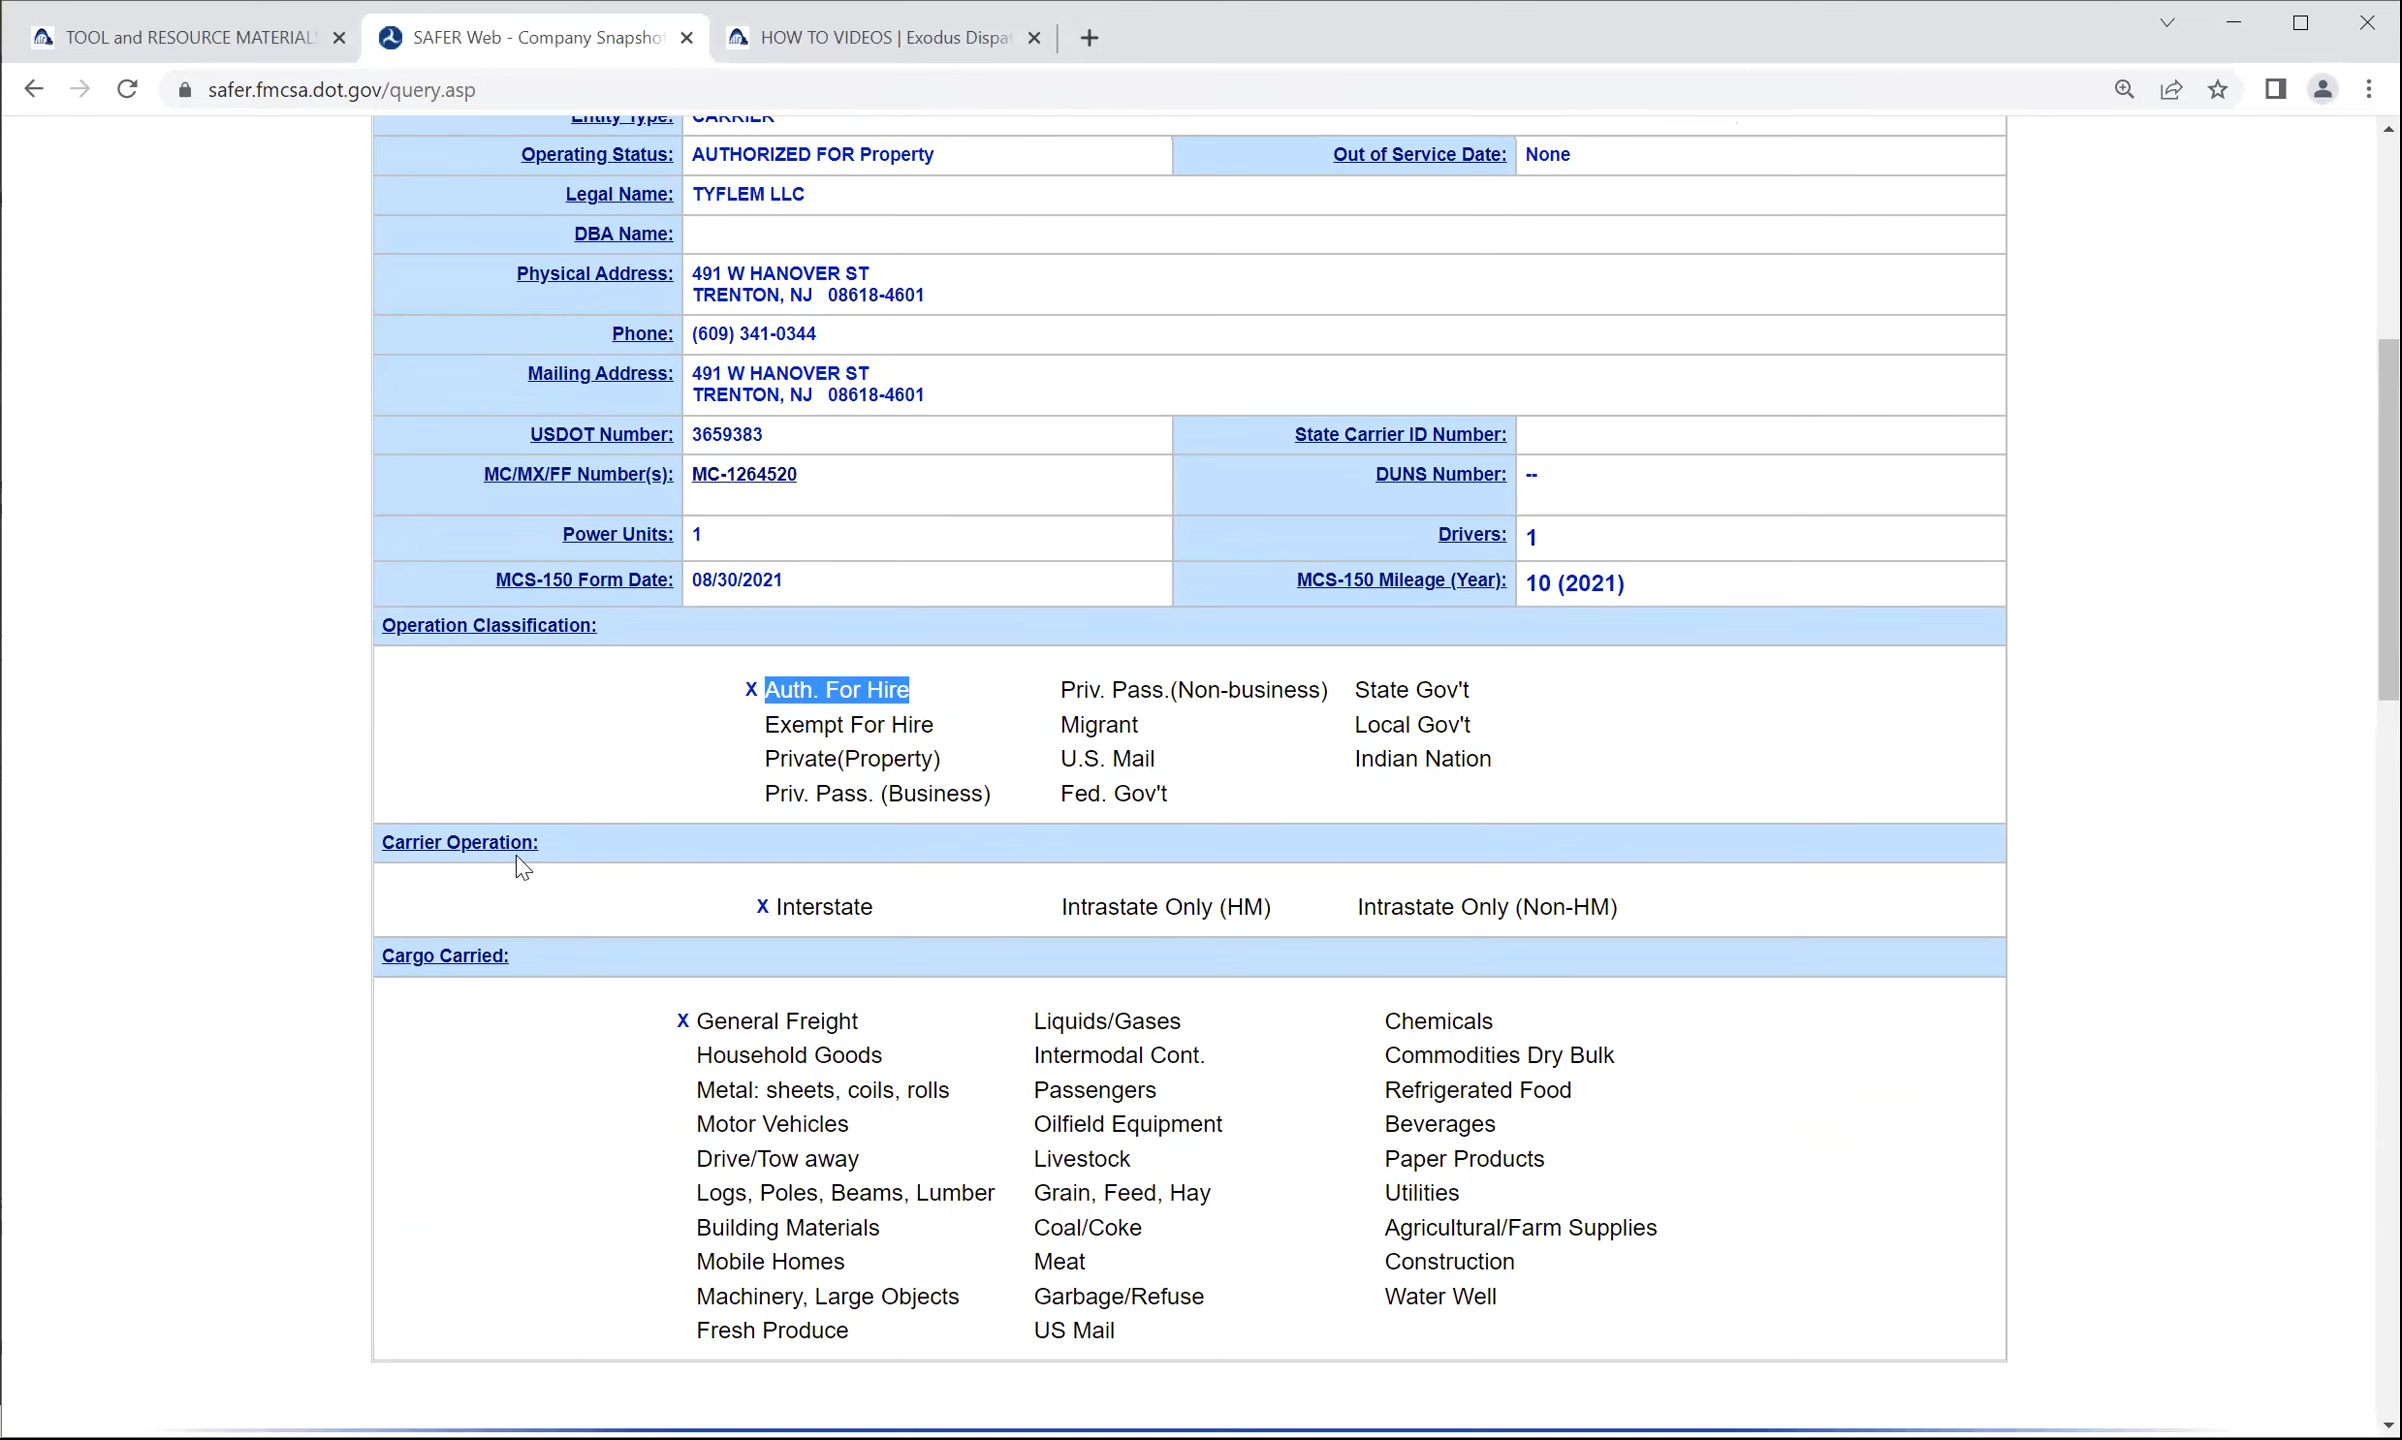 TOOL and RESOURCE MATERIALS
SAFER Web - Company Snapshot
HOW TO VIDEOS | Exodus Dispat
safer.fmcsa.dot.gov/query.asp
Entity Type: CARRIER
Operating Status: AUTHORIZED FOR Property Out of Service Date: None
Legal Name: TYFLEM LLC
DBA Name:
Physical Address: 491 W HANOVER ST
TRENTON, NJ 08618-4601
Phone: (609) 341-0344
Mailing Address: 491 W HANOVER ST
TRENTON, NJ 08618-4601
USDOT Number: 3659383 State Carrier ID Number:
MC/MX/FF Number(s): MC-1264520 DUNS Number: --
Power Units: 1 Drivers: 1
MCS-150 Form Date: 08/30/2021 MCS-150 Mileage (Year): 10 (2021)
Operation Classification:
X Auth. For Hire Priv. Pass.(Non-business) State Gov't
Exempt For Hire Migrant Local Gov't
Private(Property) U.S. Mail Indian Nation
Priv. Pass. (Business) Fed. Gov't
Carrier Operation:
X Interstate Intrastate Only (HM) Intrastate Only (Non-HM)
Cargo Carried:
X General Freight Liquids/Gases Chemicals
Household Goods Intermodal Cont. Commodities Dry Bulk
Metal: sheets, coils, rolls Passengers Refrigerated Food
Motor Vehicles Oilfield Equipment Beverages
Drive/Tow away Livestock Paper Products
Logs, Poles, Beams, Lumber Grain, Feed, Hay Utilities
Building Materials Coal/Coke Agricultural/Farm Supplies
Mobile Homes Meat Construction
Machinery, Large Objects Garbage/Refuse Water Well
Fresh Produce US Mail